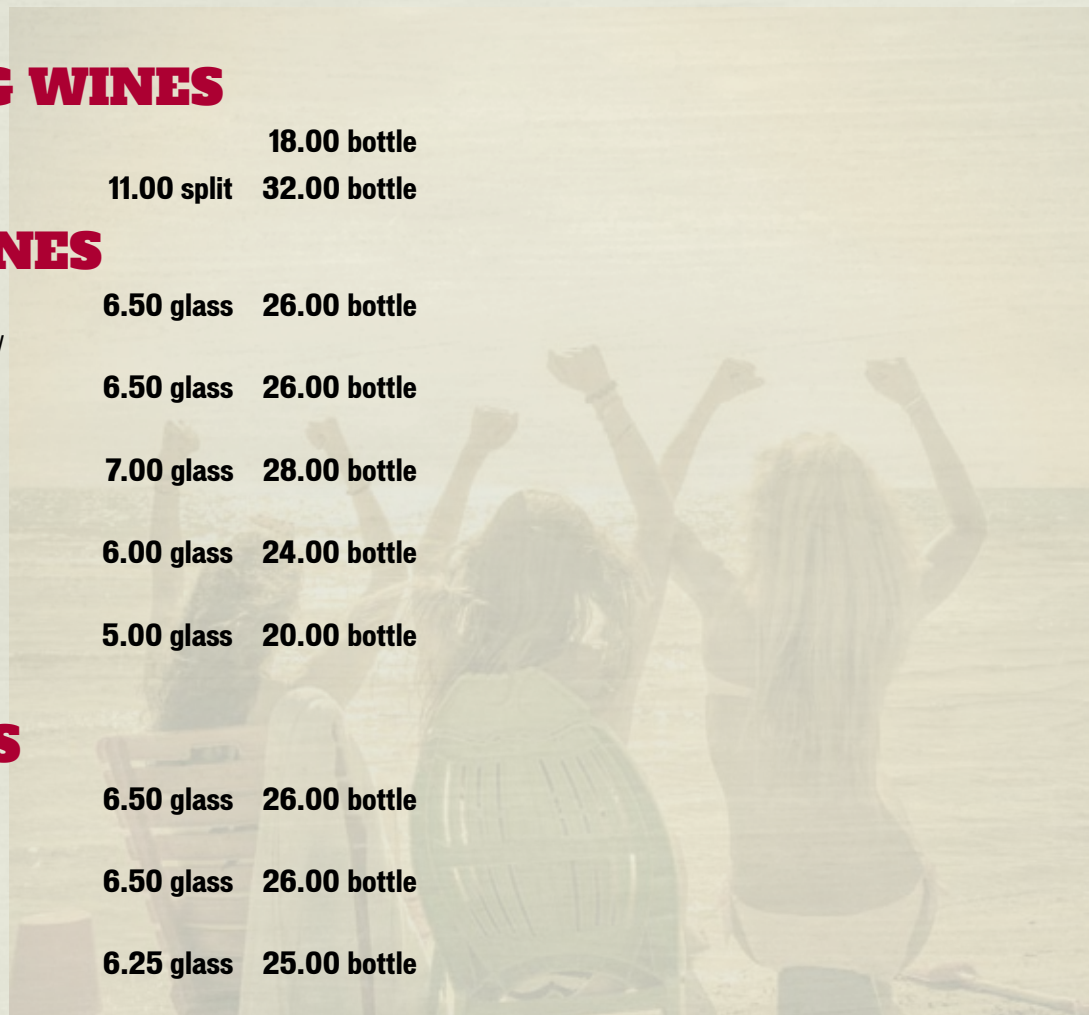 WINES
18.00 bottle
11.00 split 32.00 bottle
NES
6.50 glass 26.00 bottle
6.50 glass 26.00 bottle
7.00 glass 28.00 bottle
6.00 glass 24.00 bottle
5.00 glass 20.00 bottle
S
6.50 glass 26.00 bottle
6.50 glass 26.00 bottle
6.25 glass 25.00 bottle